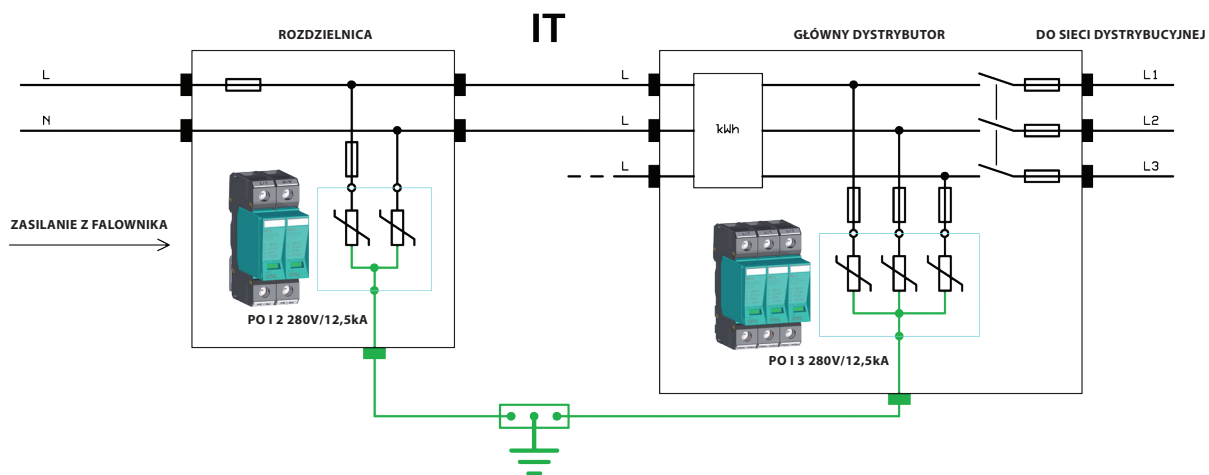 IT
ROZDZIELNICA
GŁÓWNY DYSTRYBUTOR
DO SIECI DYSTRYBUCYJNEJ
L
L
L1
N
L
kWh
L2
L
L3
ZASILANIE Z FALOWNIKA
PO I 2 280V/12,5kA
PO I 3 280V/12,5kA